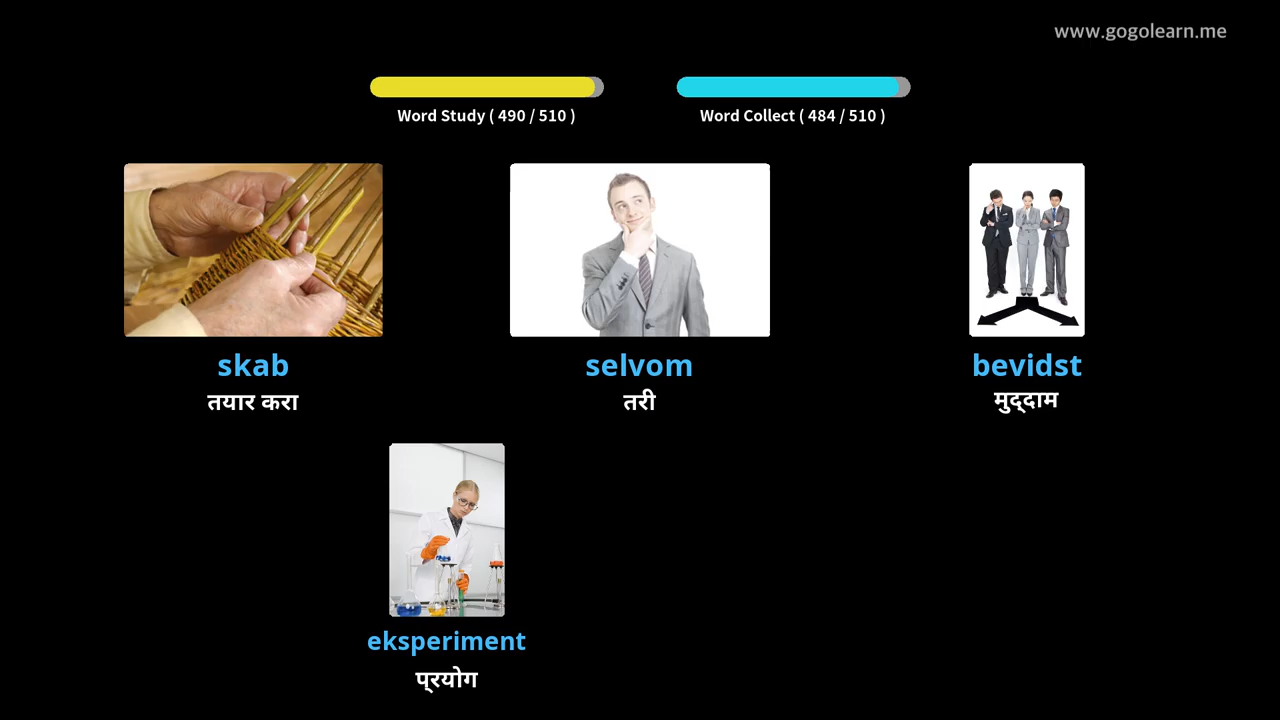 www.gogolearn.me
Word Study ( 490 / 510 )
Word Collect ( 484 / 510 )
skab
तयार करा
selvom
तरी
bevidst
मुद्दाम
eksperiment
प्रयोग